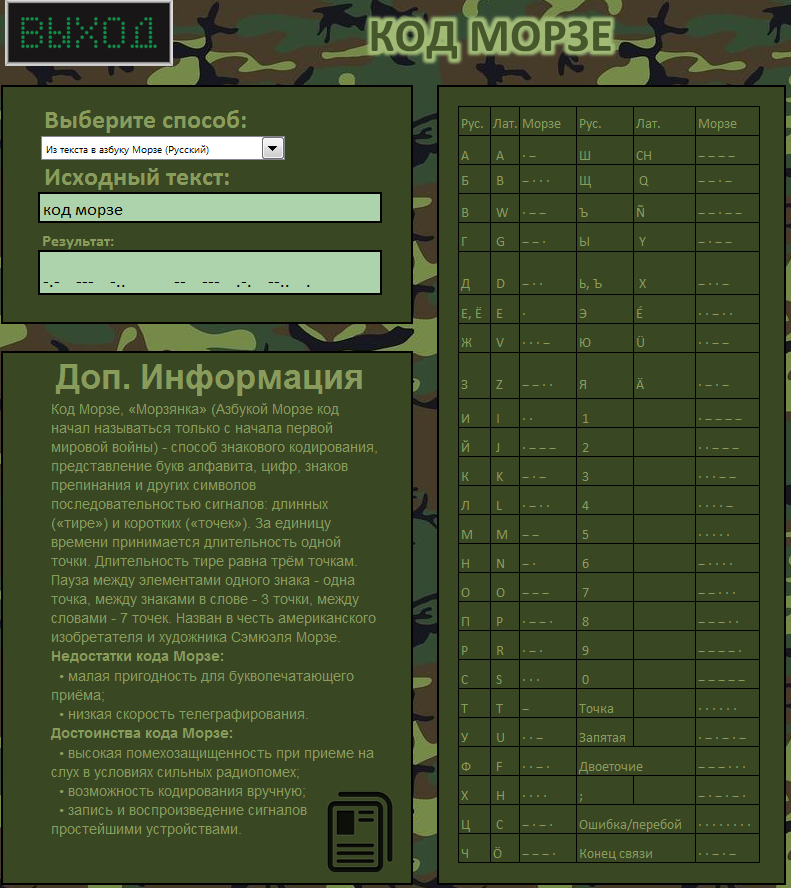 ВЫХОД
КОД МОРЗЕ
Выберите способ:
Из текста в азбуку Морзе (Русский)
Исходный текст:
код морзе
Результат:
-.- --- -.. -- --- .-. --.. .
Доп. Информация
Код Морзе, «Морзянка» (Азбукой Морзе код
начал называться только с начала первой
мировой войны) - способ знакового кодирования,
представление букв алфавита, цифр, знаков
препинания и других символов
последовательностью сигналов: длинных
(«тире») и коротких («точек»). За единицу
времени принимается длительность одной
точки. Длительность тире равна трём точкам.
Пауза между элементами одного знака - одна
точка, между знаками в слове - 3 точки, между
словами - 7 точек. Назван в честь американского
изобретателя и художника Сэмюэля Морзе.
Недостатки кода Морзе:
• малая пригодность для буквопечатающего
приёма;
• низкая скорость телеграфирования.
Достоинства кода Морзе:
• высокая помехозащищенность при приеме на
слух в условиях сильных радиопомех;
• возможность кодирования вручную;
• запись и воспроизведение сигналов
простейшими устройствами.
Рус. Лат. Морзе Рус. Лат. Морзе
А A · − Ш CH − − − −
Б B − · · · Щ Q − − · −
В W · − − Ъ Ñ − − · − −
Г G − − · Ы Y − · − −
Д D − · · Ь, Ъ X − · · −
Е, Ё E · Э É · · − · ·
Ж V · · · − Ю Ü · · − −
З Z − − · · Я Ä · − · −
И I · · 1 · − − − −
Й J · − − − 2 · · − − −
К K − · − 3 · · · − −
Л L · − · · 4 · · · · −
М M − − 5 · · · · ·
Н N − · 6 − · · · ·
О O − − − 7 − − · · ·
П P · − − · 8 − − − · ·
Р R · − · 9 − − − − ·
С S · · · 0 − − − − −
Т T − Точка · · · · · ·
У U · · − Запятая · − · − · −
Ф F · · − · Двоеточие − − − · · ·
Х H · · · · ; − · − · − ·
Ц C − · − · Ошибка/перебой · · · · · · · ·
Ч Ö − − − · Конец связи · · − · −